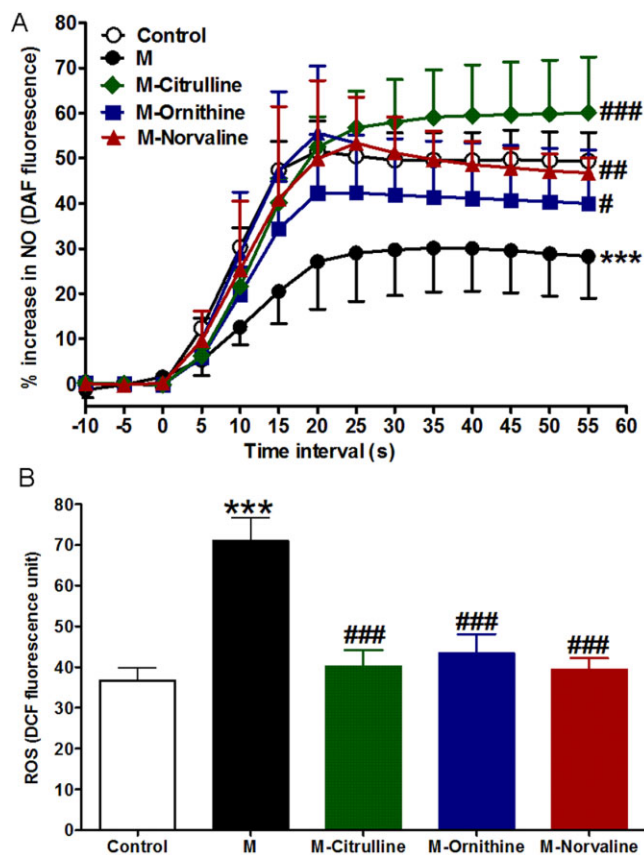 A
Control
M
M-Citrulline
M-Ornithine
M-Norvaline
% increase in NO (DAF fluorescence)
80
70
60
50
40
30
20
10
0
###
##
#
***
-10 -5 0 5 10 15 20 25 30 35 40 45 50 55 60
Time interval (s)
B
ROS (DCF fluorescence unit)
80
70
60
50
40
30
20
10
0
***
### ### ###
Control M M-Citrulline M-Ornithine M-Norvaline